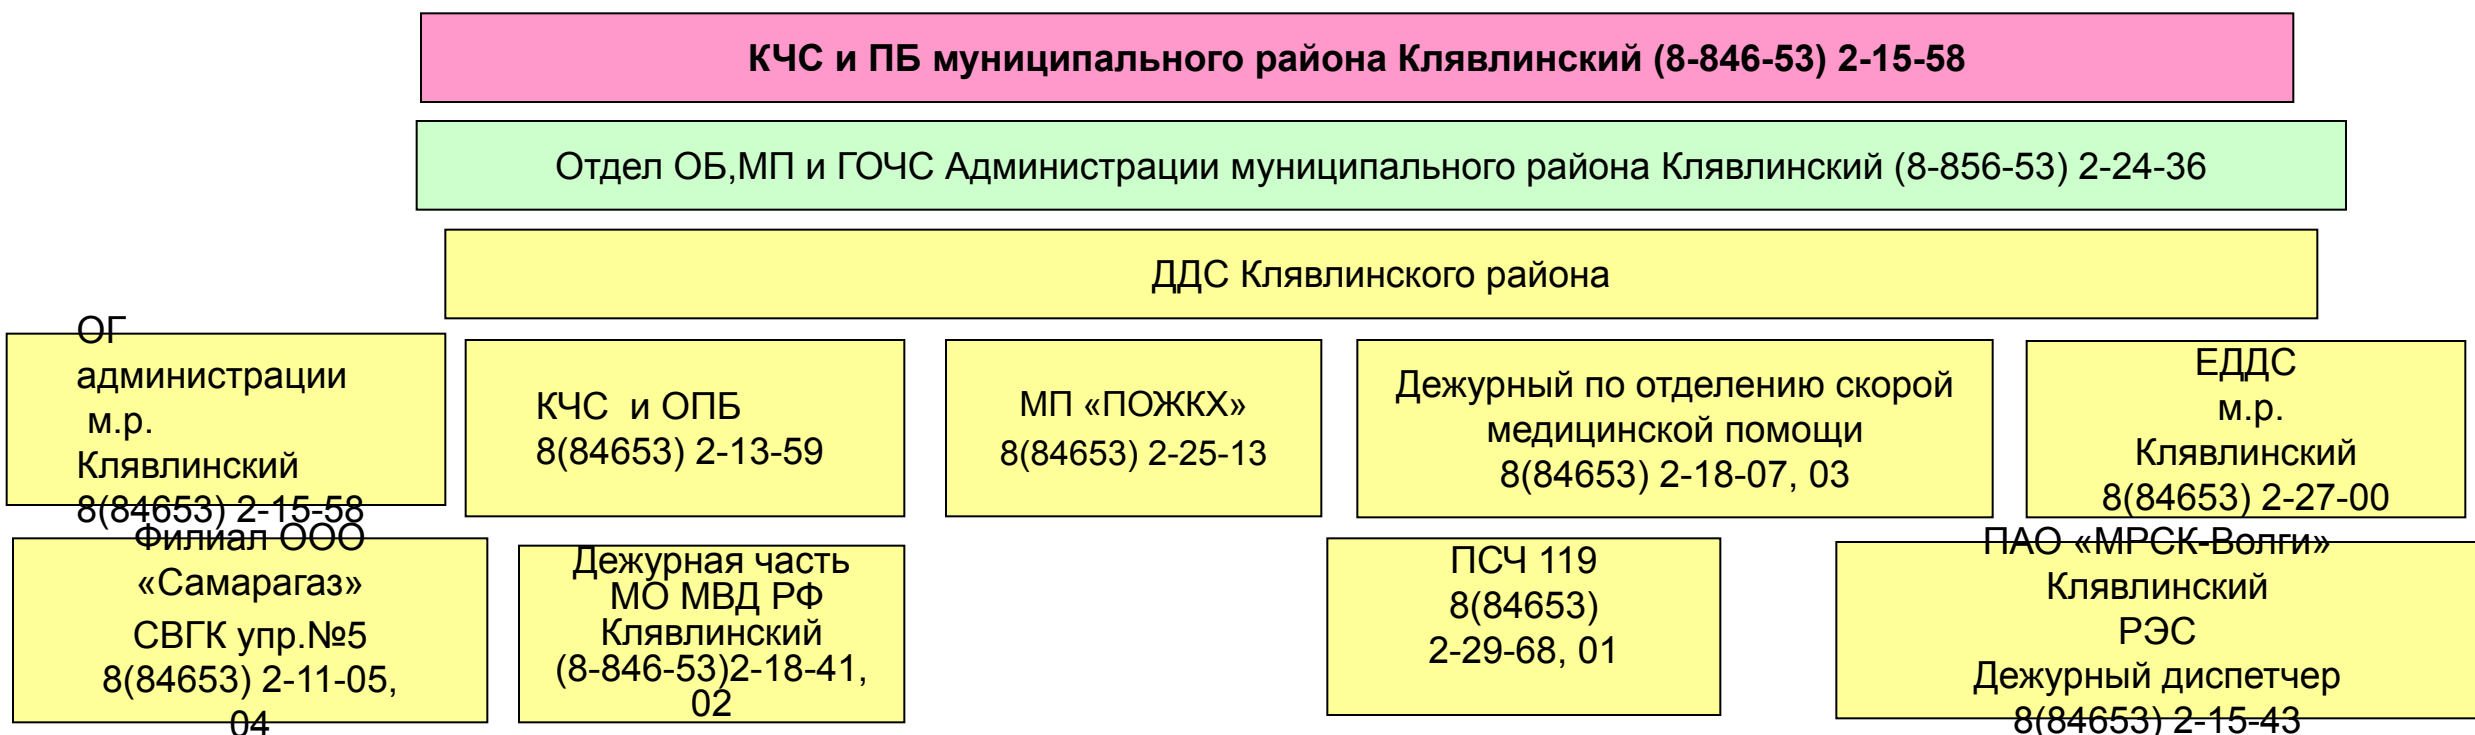 КЧС и ПБ муниципального района Клявлинский (8-846-53) 2-15-58
Отдел ОБ,МП и ГОЧС Администрации муниципального района Клявлинский (8-856-53) 2-24-36
ДДС Клявлинского района
ОГ
администрации
м.р.
Клявлинский
8(84653) 2-15-58
КЧС и ОПБ
8(84653) 2-13-59
МП «ПОЖКХ»
8(84653) 2-25-13
Дежурный по отделению скорой
медицинской помощи
8(84653) 2-18-07, 03
ЕДДС
м.р.
Клявлинский
8(84653) 2-27-00
Филиал ООО
«Самарагаз»
СВГК упр.№5
8(84653) 2-11-05,
04
Дежурная часть
МО МВД РФ
Клявлинский
(8-846-53)2-18-41,
02
ПСЧ 119
8(84653)
2-29-68, 01
ПАО «МРСК-Волги»
Клявлинский
РЭС
Дежурный диспетчер
8(84653) 2-15-43